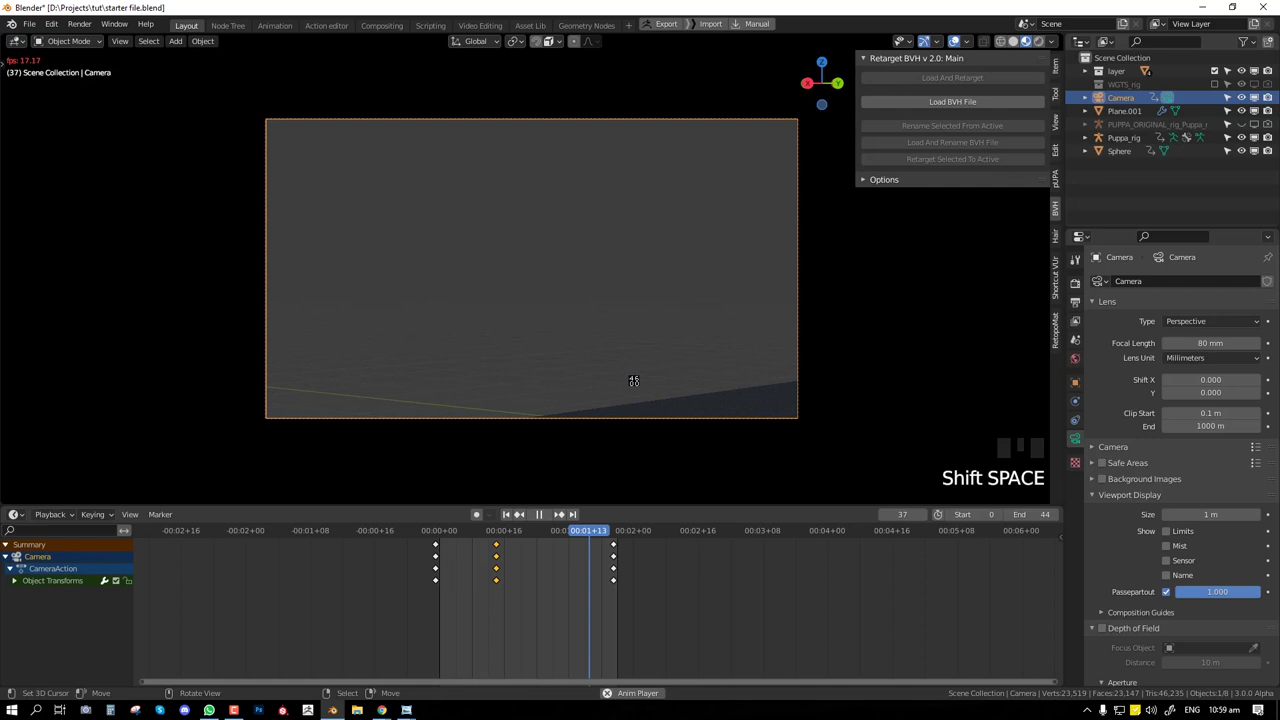 Blender* [D:\Projects\tut\starter file.blend]
File Edit Render Window Help Layout Node Tree Animation Action editor Compositing Scripting Video Editing Asset Lib Geometry Nodes + Export Import Manual Scene View Layer
Object Mode View Select Add Object Global
fps: 17.17
(37) Scene Collection | Camera
X Y Z
Retarget BVH v 2.0: Main
Load And Retarget
Load BVH File
Rename Selected From Active
Load And Rename BVH File
Retarget Selected To Active
Options
Item
Tool
View
Edit
pUPA
BVH
Hair
Shortcut VUr
RetopoMat
Scene Collection
layer
WGTS_rig
Camera
Plane.001
PUPPA_ORIGINAL_rig_Puppa_r
Puppa_rig
Sphere
Camera Camera
Camera
Lens
Type Perspective
Focal Length 80 mm
Lens Unit Millimeters
Shift X 0.000
Y 0.000
Clip Start 0.1 m
End 1000 m
Camera
Safe Areas
Background Images
Viewport Display
Size 1 m
Show Limits
Mist
Sensor
Name
Passepartout 1.000
Composition Guides
Depth of Field
Focus Object
Distance 10 m
Aperture
Shift SPACE
Playback Keying View Marker 37 Start 0 End 44
-00:02+16 -00:02+00 -00:01+08 -00:00+16 00:00+00 00:00+16 00:01+13 00:02+00 00:02+16 00:03+08 00:04+00 00:04+16 00:05+08 00:06+00
Summary
Camera
CameraAction
Object Transforms
Set 3D Cursor Move Rotate View Select Move Anim Player Scene Collection | Camera | Verts:23,519 | Faces:23,147 | Tris:46,235 | Objects:1/8 | 3.0.0 Alpha
ENG 10:59 am